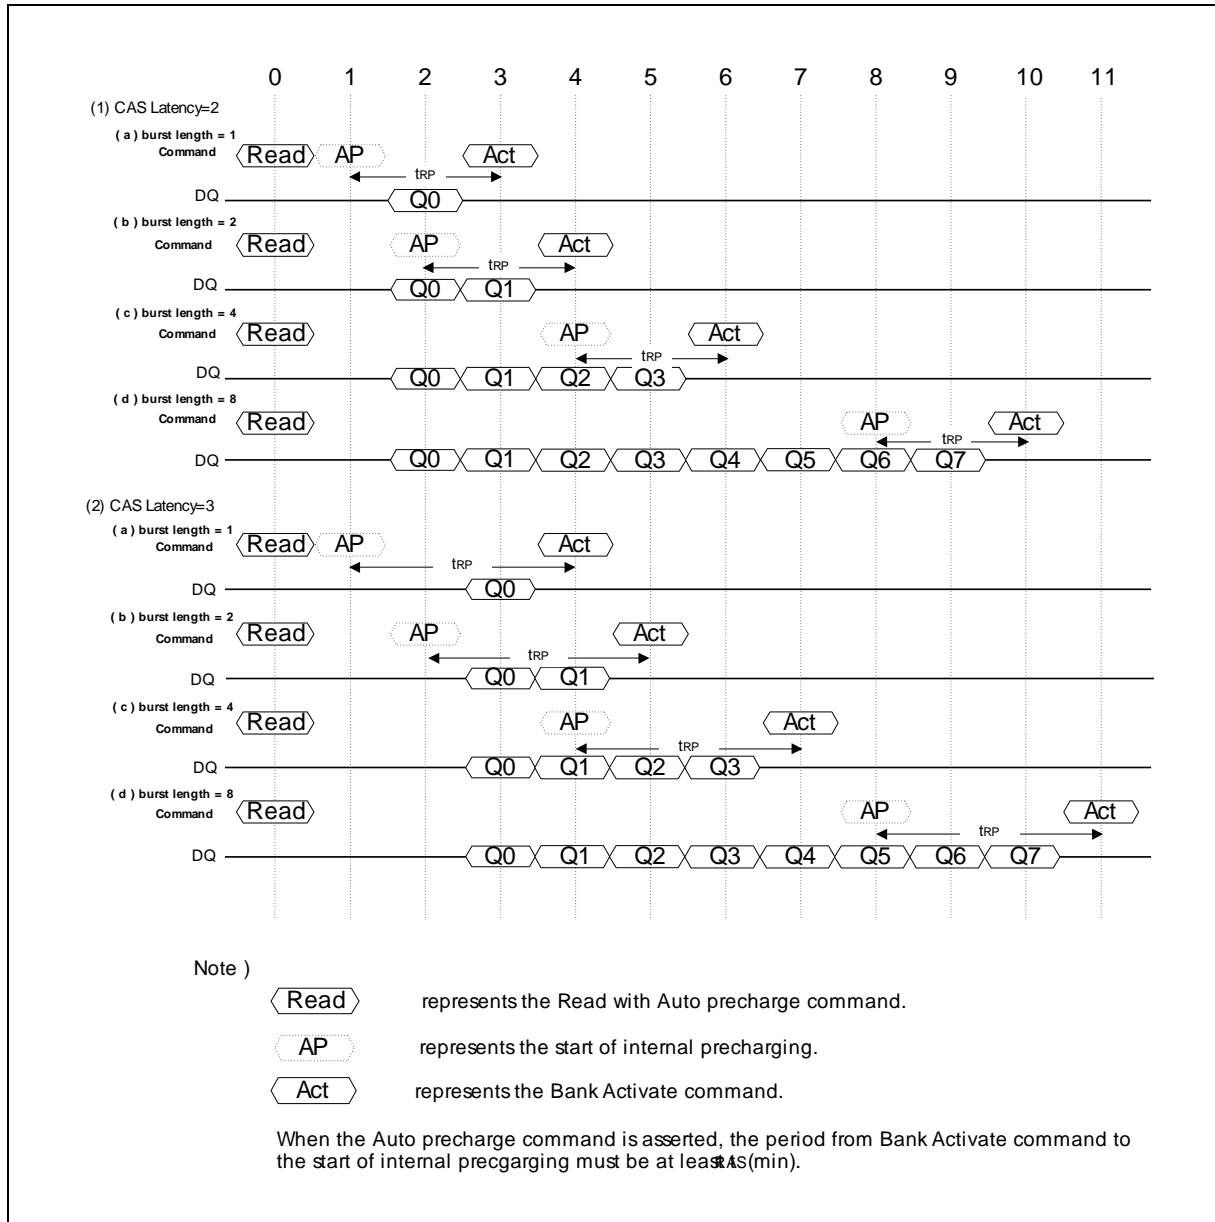 0 1 2 3 4 5 6 7 8 9 10 11
(1) CAS Latency=2
( a ) burst length = 1
Command Read AP Act
tRP
DQ Q0
( b ) burst length = 2
Command Read AP Act
tRP
DQ Q0 Q1
( c ) burst length = 4
Command Read AP Act
tRP
DQ Q0 Q1 Q2 Q3
( d ) burst length = 8
Command Read AP Act
tRP
DQ Q0 Q1 Q2 Q3 Q4 Q5 Q6 Q7
(2) CAS Latency=3
( a ) burst length = 1
Command Read AP Act
tRP
DQ Q0
( b ) burst length = 2
Command Read AP Act
tRP
DQ Q0 Q1
( c ) burst length = 4
Command Read AP Act
tRP
DQ Q0 Q1 Q2 Q3
( d ) burst length = 8
Command Read AP Act
tRP
DQ Q0 Q1 Q2 Q3 Q4 Q5 Q6 Q7
Note )
Read represents the Read with Auto precharge command.
AP represents the start of internal precharging.
Act represents the Bank Activate command.
When the Auto precharge command is asserted, the period from Bank Activate command to
the start of internal precgarging must be at least tRAS(min).